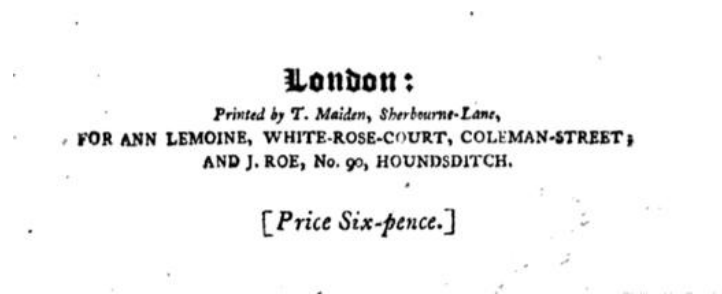 London:
Printed by T. Maiden, Sherbourne-Lane,
FOR ANN LEMOINE, WHITE-ROSE-COURT, COLEMAN-STREET;
AND J. ROE, No. 90, HOUNDSDITCH.
[Price Six-pence.]